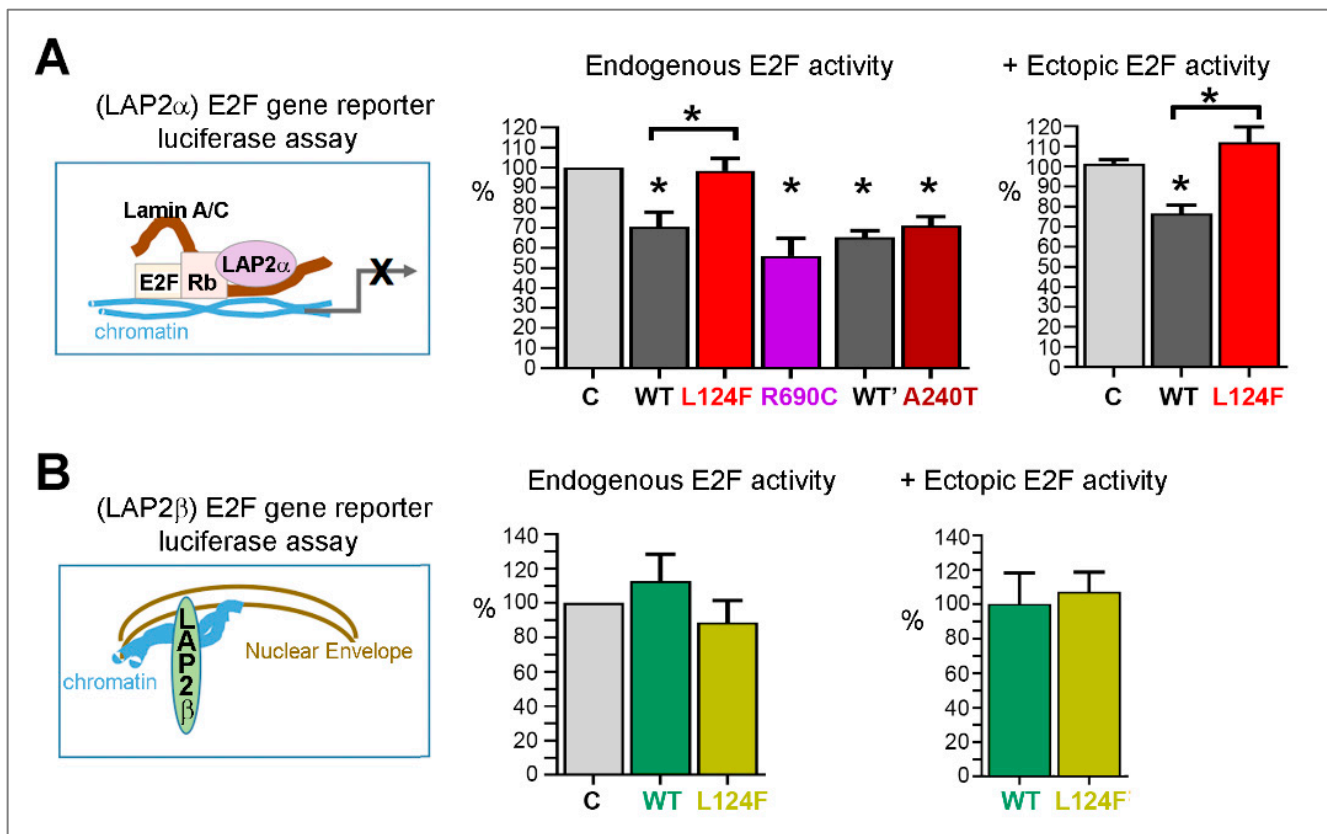 A
(LAP2α) E2F gene reporter
luciferase assay
Lamin A/C
E2F
Rb
LAP2α
X
chromatin
Endogenous E2F activity
*
%
120
110
100
90
80
70
60
50
40
30
20
10
0
*
*
*
*
C WT L124F R690C WT' A240T
+ Ectopic E2F activity
*
%
120
110
100
90
80
70
60
50
40
30
20
10
0
*
C WT L124F
B
(LAP2β) E2F gene reporter
luciferase assay
LAP2β
Nuclear Envelope
chromatin
Endogenous E2F activity
%
140
120
100
80
60
40
20
0
C WT L124F
+ Ectopic E2F activity
%
140
120
100
80
60
40
20
0
WT L124F